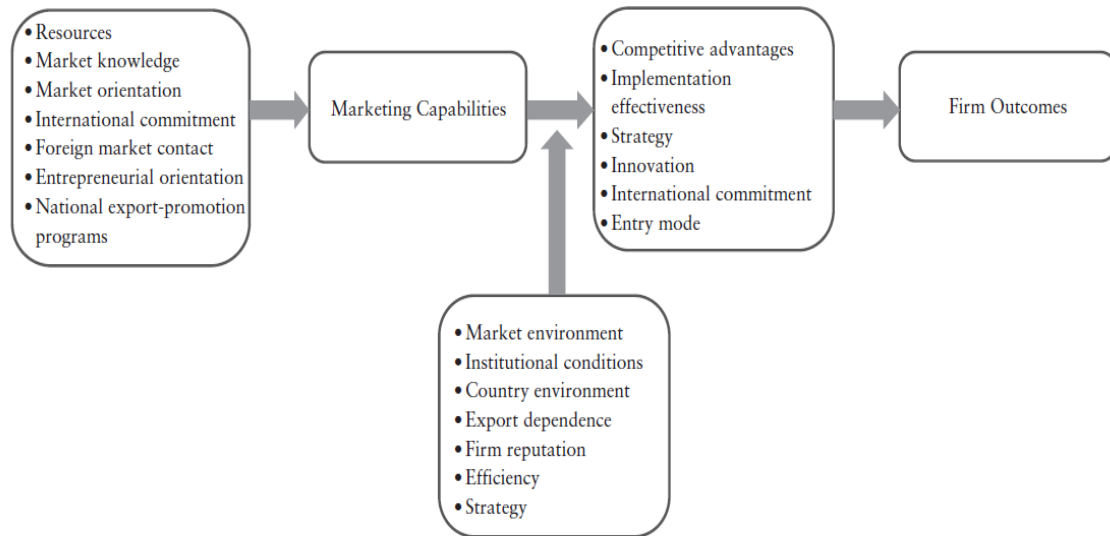 • Resources
• Market knowledge
• Market orientation
• International commitment
• Foreign market contact
• Entrepreneurial orientation
• National export-promotion
programs
Marketing Capabilities
• Competitive advantages
• Implementation
effectiveness
• Strategy
• Innovation
• International commitment
• Entry mode
Firm Outcomes
• Market environment
• Institutional conditions
• Country environment
• Export dependence
• Firm reputation
• Efficiency
• Strategy